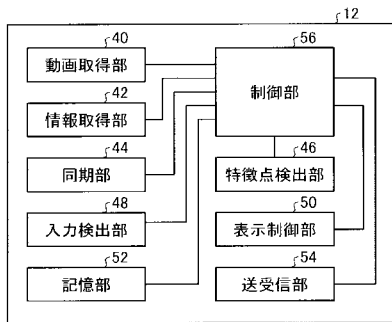 12
40
動画取得部
42
情報取得部
44
同期部
48
入力検出部
52
記憶部
56
制御部
46
特徴点検出部
50
表示制御部
54
送受信部